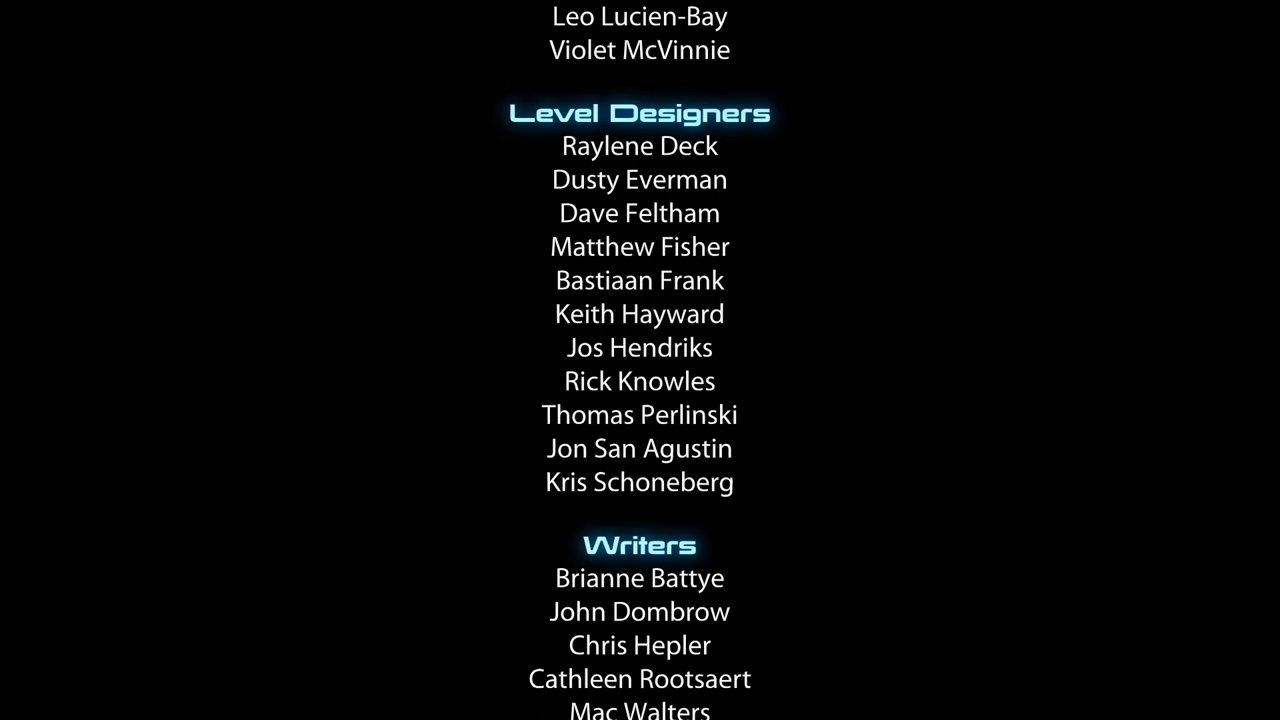 Leo Lucien-Bay
Violet McVinnie
Level Designers
Raylene Deck
Dusty Everman
Dave Feltham
Matthew Fisher
Bastiaan Frank
Keith Hayward
Jos Hendriks
Rick Knowles
Thomas Perlinski
Jon San Agustin
Kris Schoneberg
Writers
Brianne Battye
John Dombrow
Chris Hepler
Cathleen Rootsaert
Mac Walters